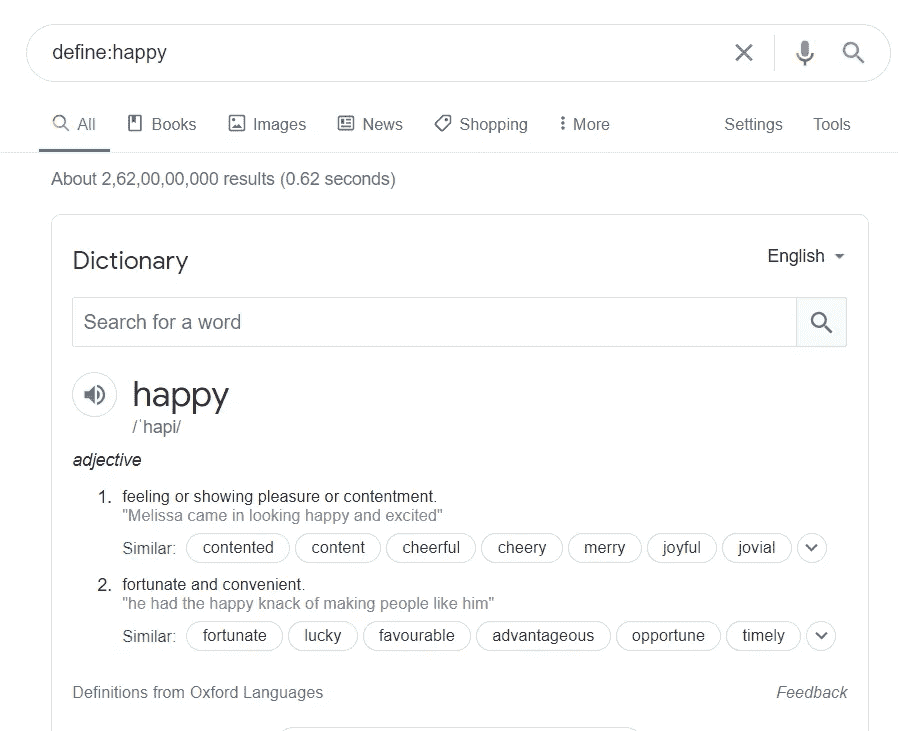 define:happy
All Books Images News Shopping More Settings Tools
About 2,62,00,00,000 results (0.62 seconds)
Dictionary English
Search for a word
happy
/ˈhapi/
adjective
1. feeling or showing pleasure or contentment.
"Melissa came in looking happy and excited"
Similar: contented content cheerful cheery merry joyful jovial
2. fortunate and convenient.
"he had the happy knack of making people like him"
Similar: fortunate lucky favourable advantageous opportune timely
Definitions from Oxford Languages Feedback